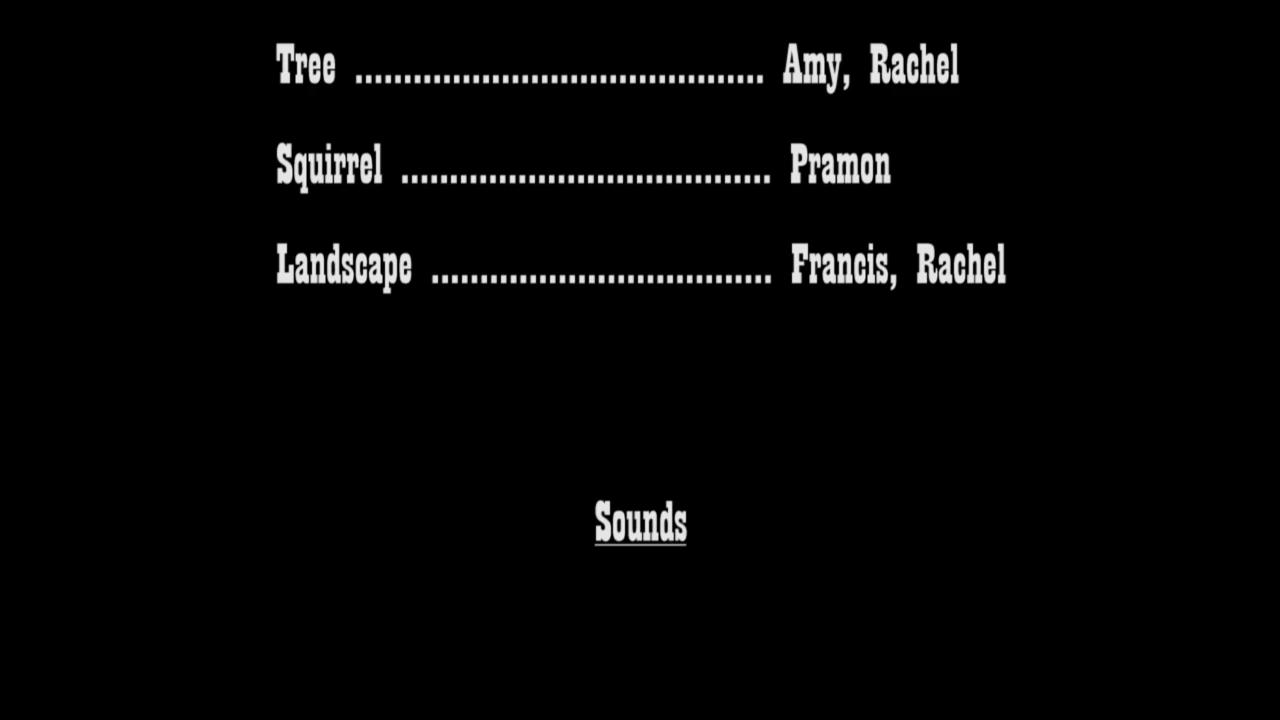 Tree .......................................... Amy, Rachel
Squirrel ...................................... Pramon
Landscape ................................... Francis, Rachel
Sounds